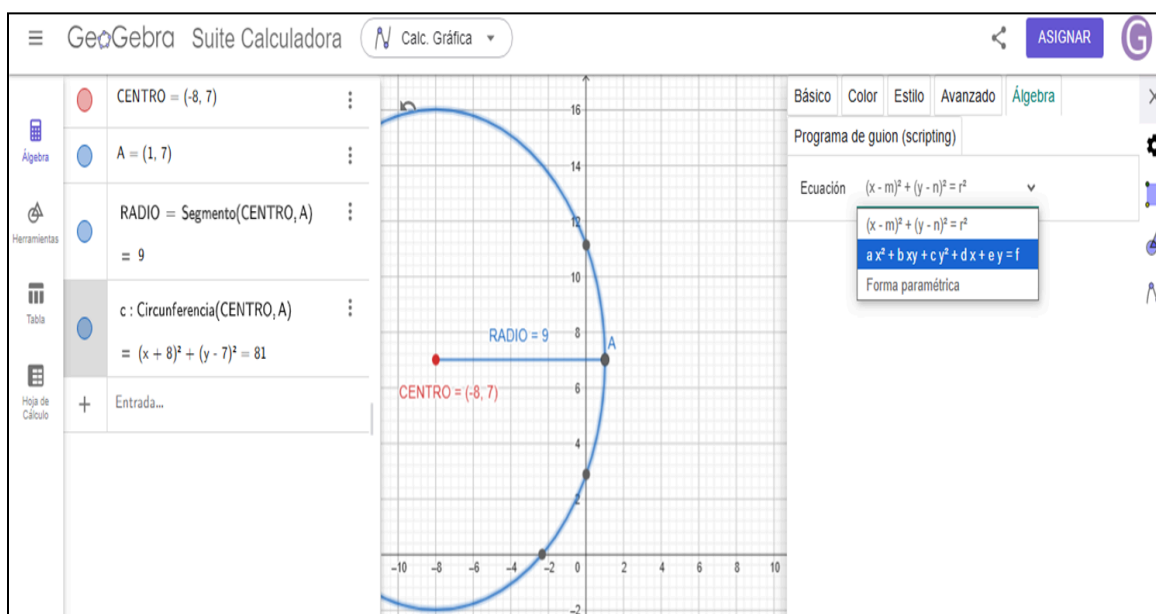 GeoGebra Suite Calculadora
Calc. Gráfica
ASIGNAR
G
Álgebra
Herramientas
Tabla
Hoja de
Cálculo
CENTRO = (-8, 7)
A = (1, 7)
RADIO = Segmento(CENTRO, A)
= 9
c : Circunferencia(CENTRO, A)
= (x + 8)² + (y - 7)² = 81
+ Entrada...
16
14
12
10
8
6
4
2
-2
-10 -8 -6 -4 -2 0 2 4 6 8 10
RADIO = 9
A
CENTRO = (-8, 7)
Básico Color Estilo Avanzado Álgebra
Programa de guion (scripting)
Ecuación (x - m)² + (y - n)² = r²
(x - m)² + (y - n)² = r²
a x² + b xy + c y² + d x + e y = f
Forma paramétrica